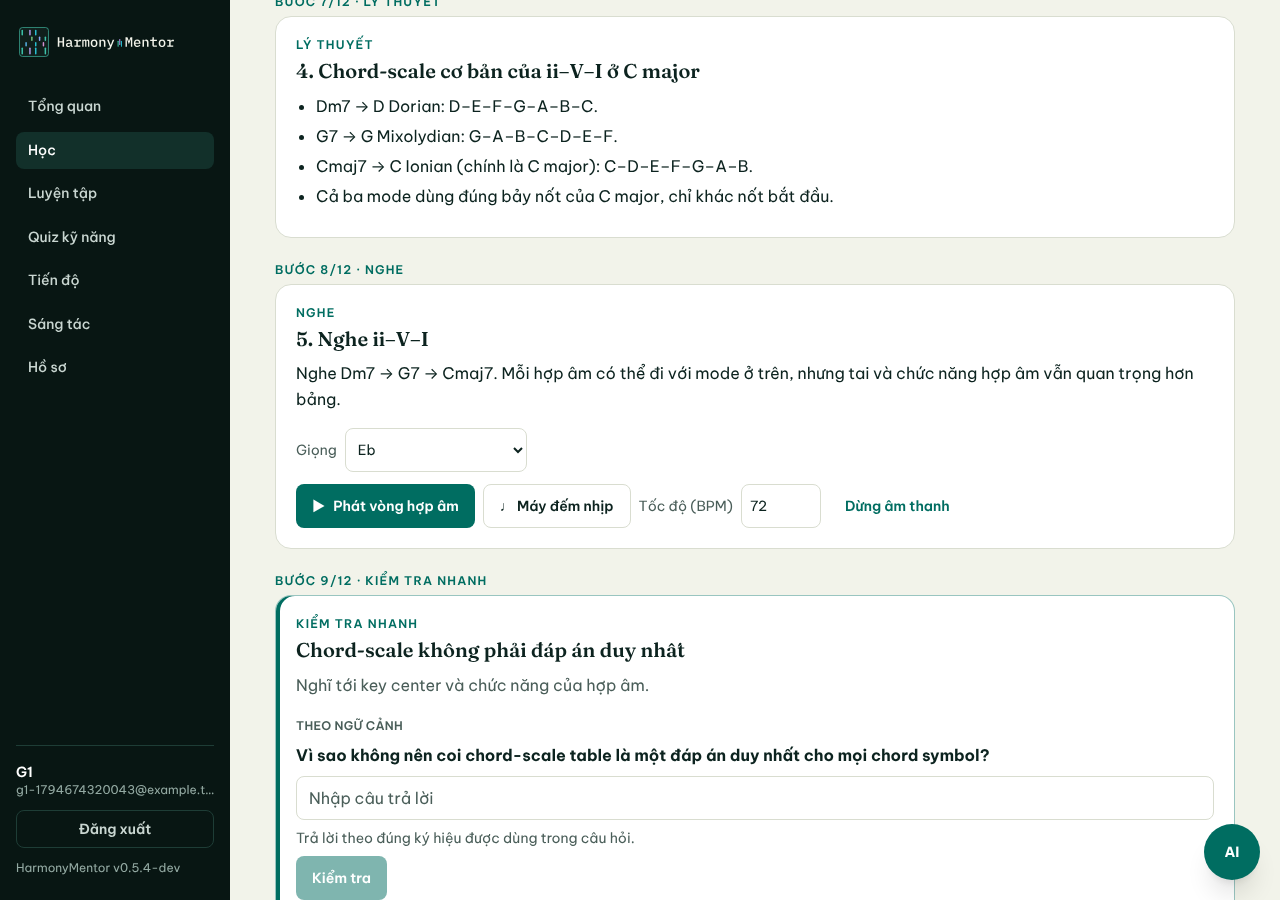 Harmony Mentor
Tổng quan
Học
Luyện tập
Quiz kỹ năng
Tiến độ
Sáng tác
Hồ sơ
G1
g1-1794674320043@example.t...
Đăng xuất
HarmonyMentor v0.5.4-dev
BƯỚC 7/12 · LÝ THUYẾT
LÝ THUYẾT
4. Chord-scale cơ bản của ii–V–I ở C major
• Dm7 → D Dorian: D–E–F–G–A–B–C.
• G7 → G Mixolydian: G–A–B–C–D–E–F.
• Cmaj7 → C Ionian (chính là C major): C–D–E–F–G–A–B.
• Cả ba mode dùng đúng bảy nốt của C major, chỉ khác nốt bắt đầu.
BƯỚC 8/12 · NGHE
NGHE
5. Nghe ii–V–I
Nghe Dm7 → G7 → Cmaj7. Mỗi hợp âm có thể đi với mode ở trên, nhưng tai và chức năng hợp âm vẫn quan trọng hơn
bảng.
Giọng Eb
▶ Phát vòng hợp âm ♩ Máy đếm nhịp Tốc độ (BPM) 72 Dừng âm thanh
BƯỚC 9/12 · KIỂM TRA NHANH
KIỂM TRA NHANH
Chord-scale không phải đáp án duy nhất
Nghĩ tới key center và chức năng của hợp âm.
THEO NGỮ CẢNH
Vì sao không nên coi chord-scale table là một đáp án duy nhất cho mọi chord symbol?
Nhập câu trả lời
Trả lời theo đúng ký hiệu được dùng trong câu hỏi.
Kiểm tra
AI